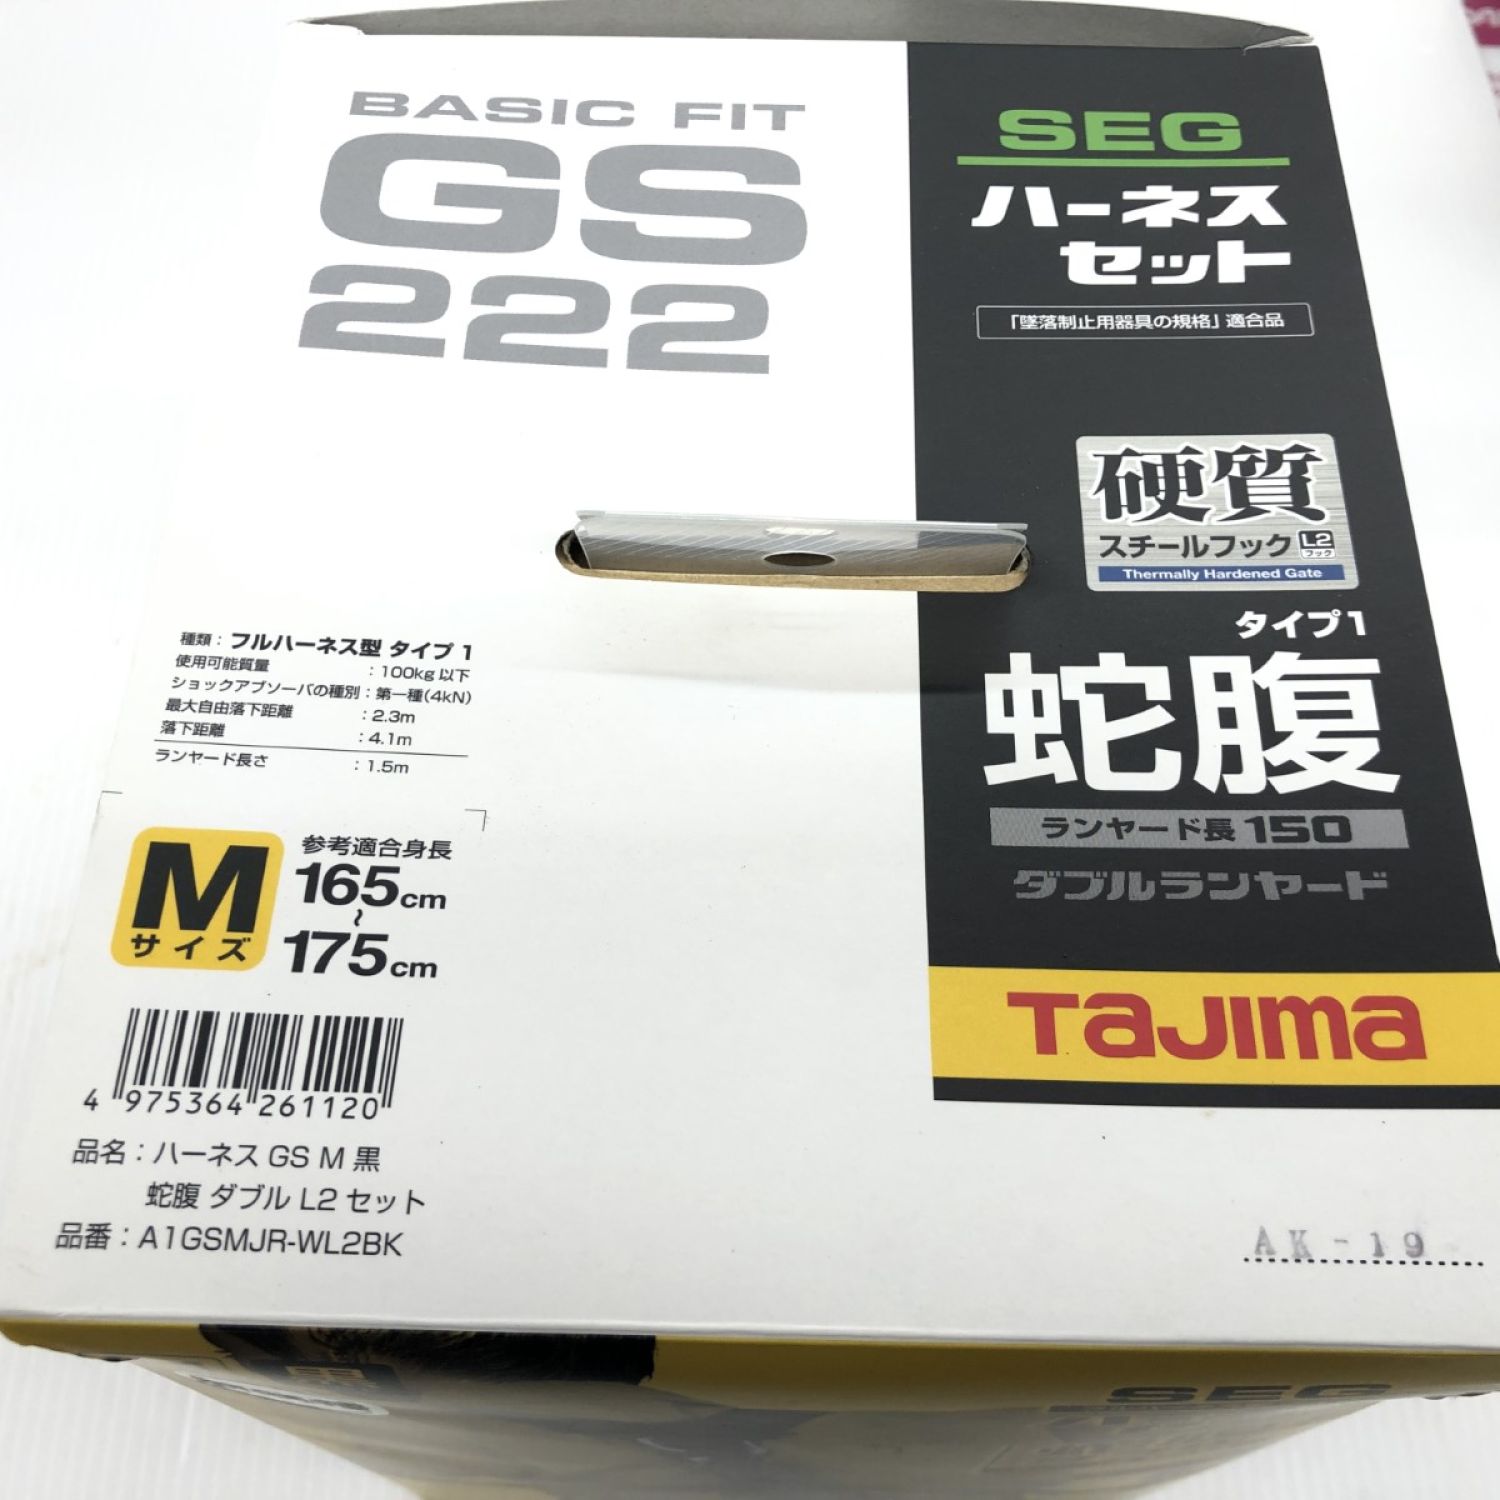 BASIC FIT
GS
222
SEG
ハーネス
セット
「墜落制止用器具の規格」適合品
硬質
スチールフック L2
フック
Thermally Hardened Gate
タイプ1
蛇腹
ランヤード長 150
ダブルランヤード
TaJIma
種類：フルハーネス型 タイプ 1
使用可能質量 ：100kg 以下
ショックアブソーバの種別：第一種(4kN)
最大自由落下距離 ：2.3m
落下距離 ：4.1m
ランヤード長さ ：1.5m
M
サイズ
参考適合身長
165cm
～
175cm
4 975364 261120
品名：ハーネス GS M 黒
蛇腹 ダブル L2 セット
品番：A1GSMJR-WL2BK
AK-19
SEG